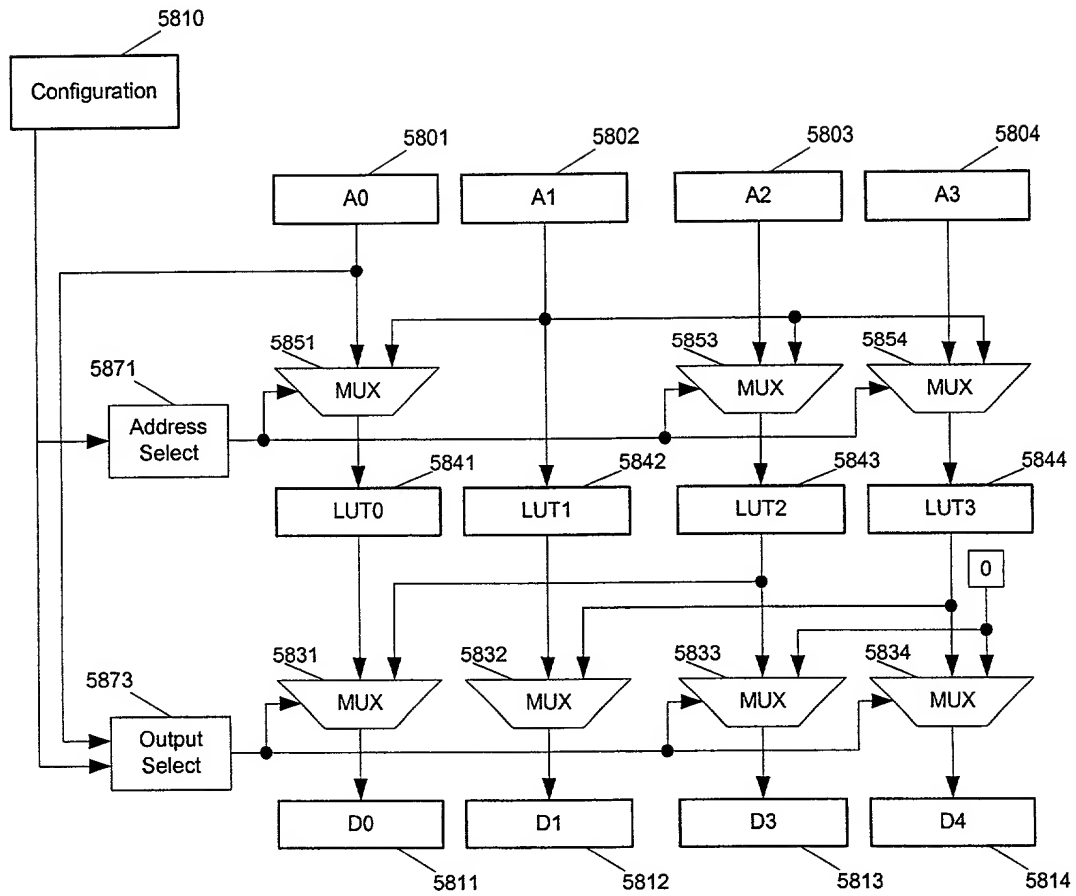 5810
Configuration
5801
5802
5803
5804
A0
A1
A2
A3
5851
5853
5854
5871
MUX
MUX
MUX
Address
Select
5841
5842
5843
5844
LUT0
LUT1
LUT2
LUT3
0
5831
5832
5833
5834
5873
MUX
MUX
MUX
MUX
Output
Select
D0
D1
D3
D4
5811
5812
5813
5814